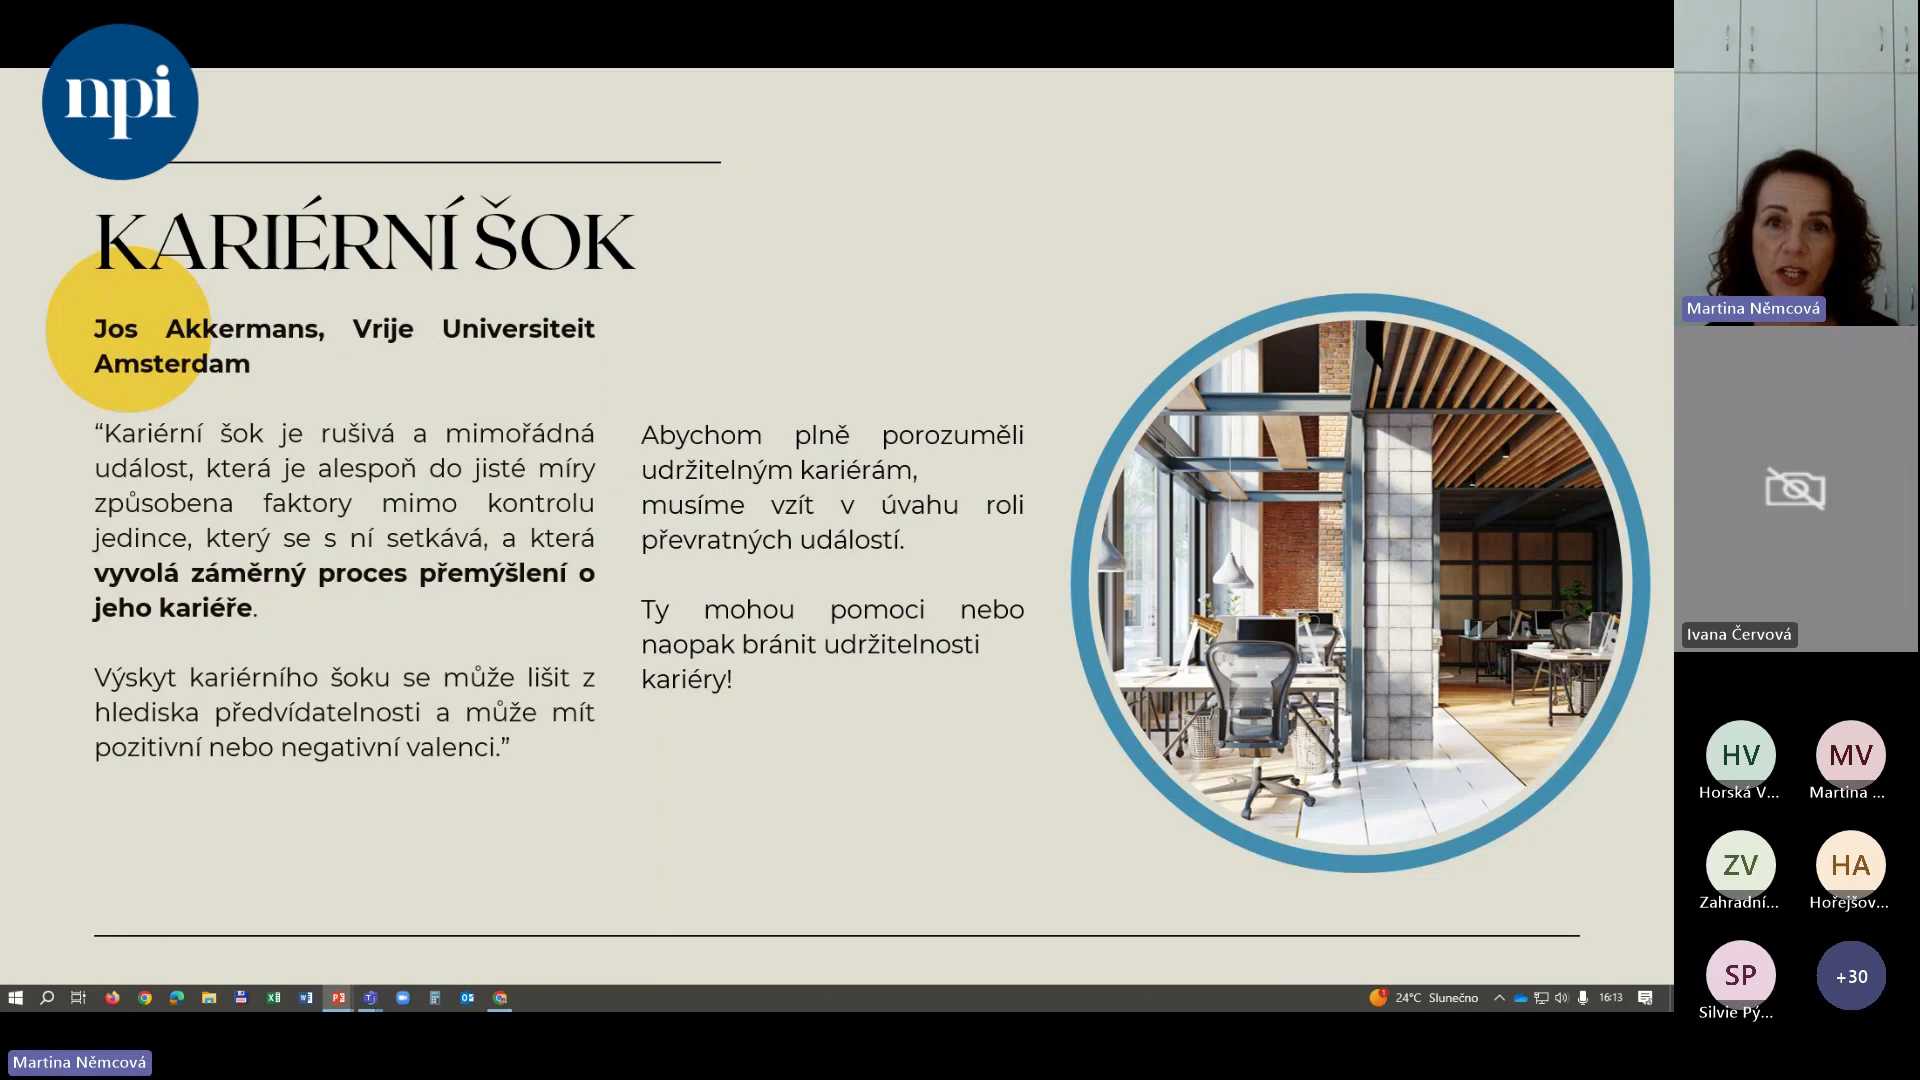 npi
KARIÉRNÍ ŠOK
Jos Akkermans, Vrije Universiteit
Amsterdam
“Kariérní šok je rušivá a mimořádná
událost, která je alespoň do jisté míry
způsobena faktory mimo kontrolu
jedince, který se s ní setkává, a která
vyvolá záměrný proces přemýšlení o
jeho kariéře.
Výskyt kariérního šoku se může lišit z
hlediska předvídatelnosti a může mít
pozitivní nebo negativní valenci.”
Abychom plně porozuměli
udržitelným kariérám,
musíme vzít v úvahu roli
převratných událostí.
Ty mohou pomoci nebo
naopak bránit udržitelnosti
kariéry!
Martina Němcová
Ivana Červová
HV
Horská V...
MV
Martina ...
ZV
Zahradní...
HA
Hořejšov...
SP
Silvie Pý...
+30
24°C Slunečno
16:13
Martina Němcová